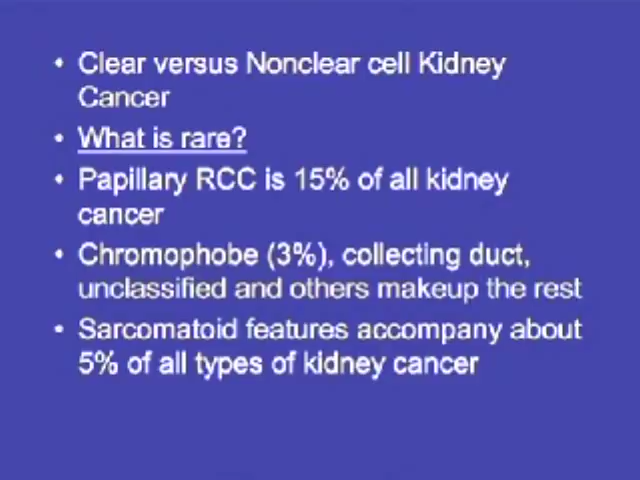 • Clear versus Nonclear cell Kidney
Cancer
• What is rare?
• Papillary RCC is 15% of all kidney
cancer
• Chromophobe (3%), collecting duct,
unclassified and others makeup the rest
• Sarcomatoid features accompany about
5% of all types of kidney cancer